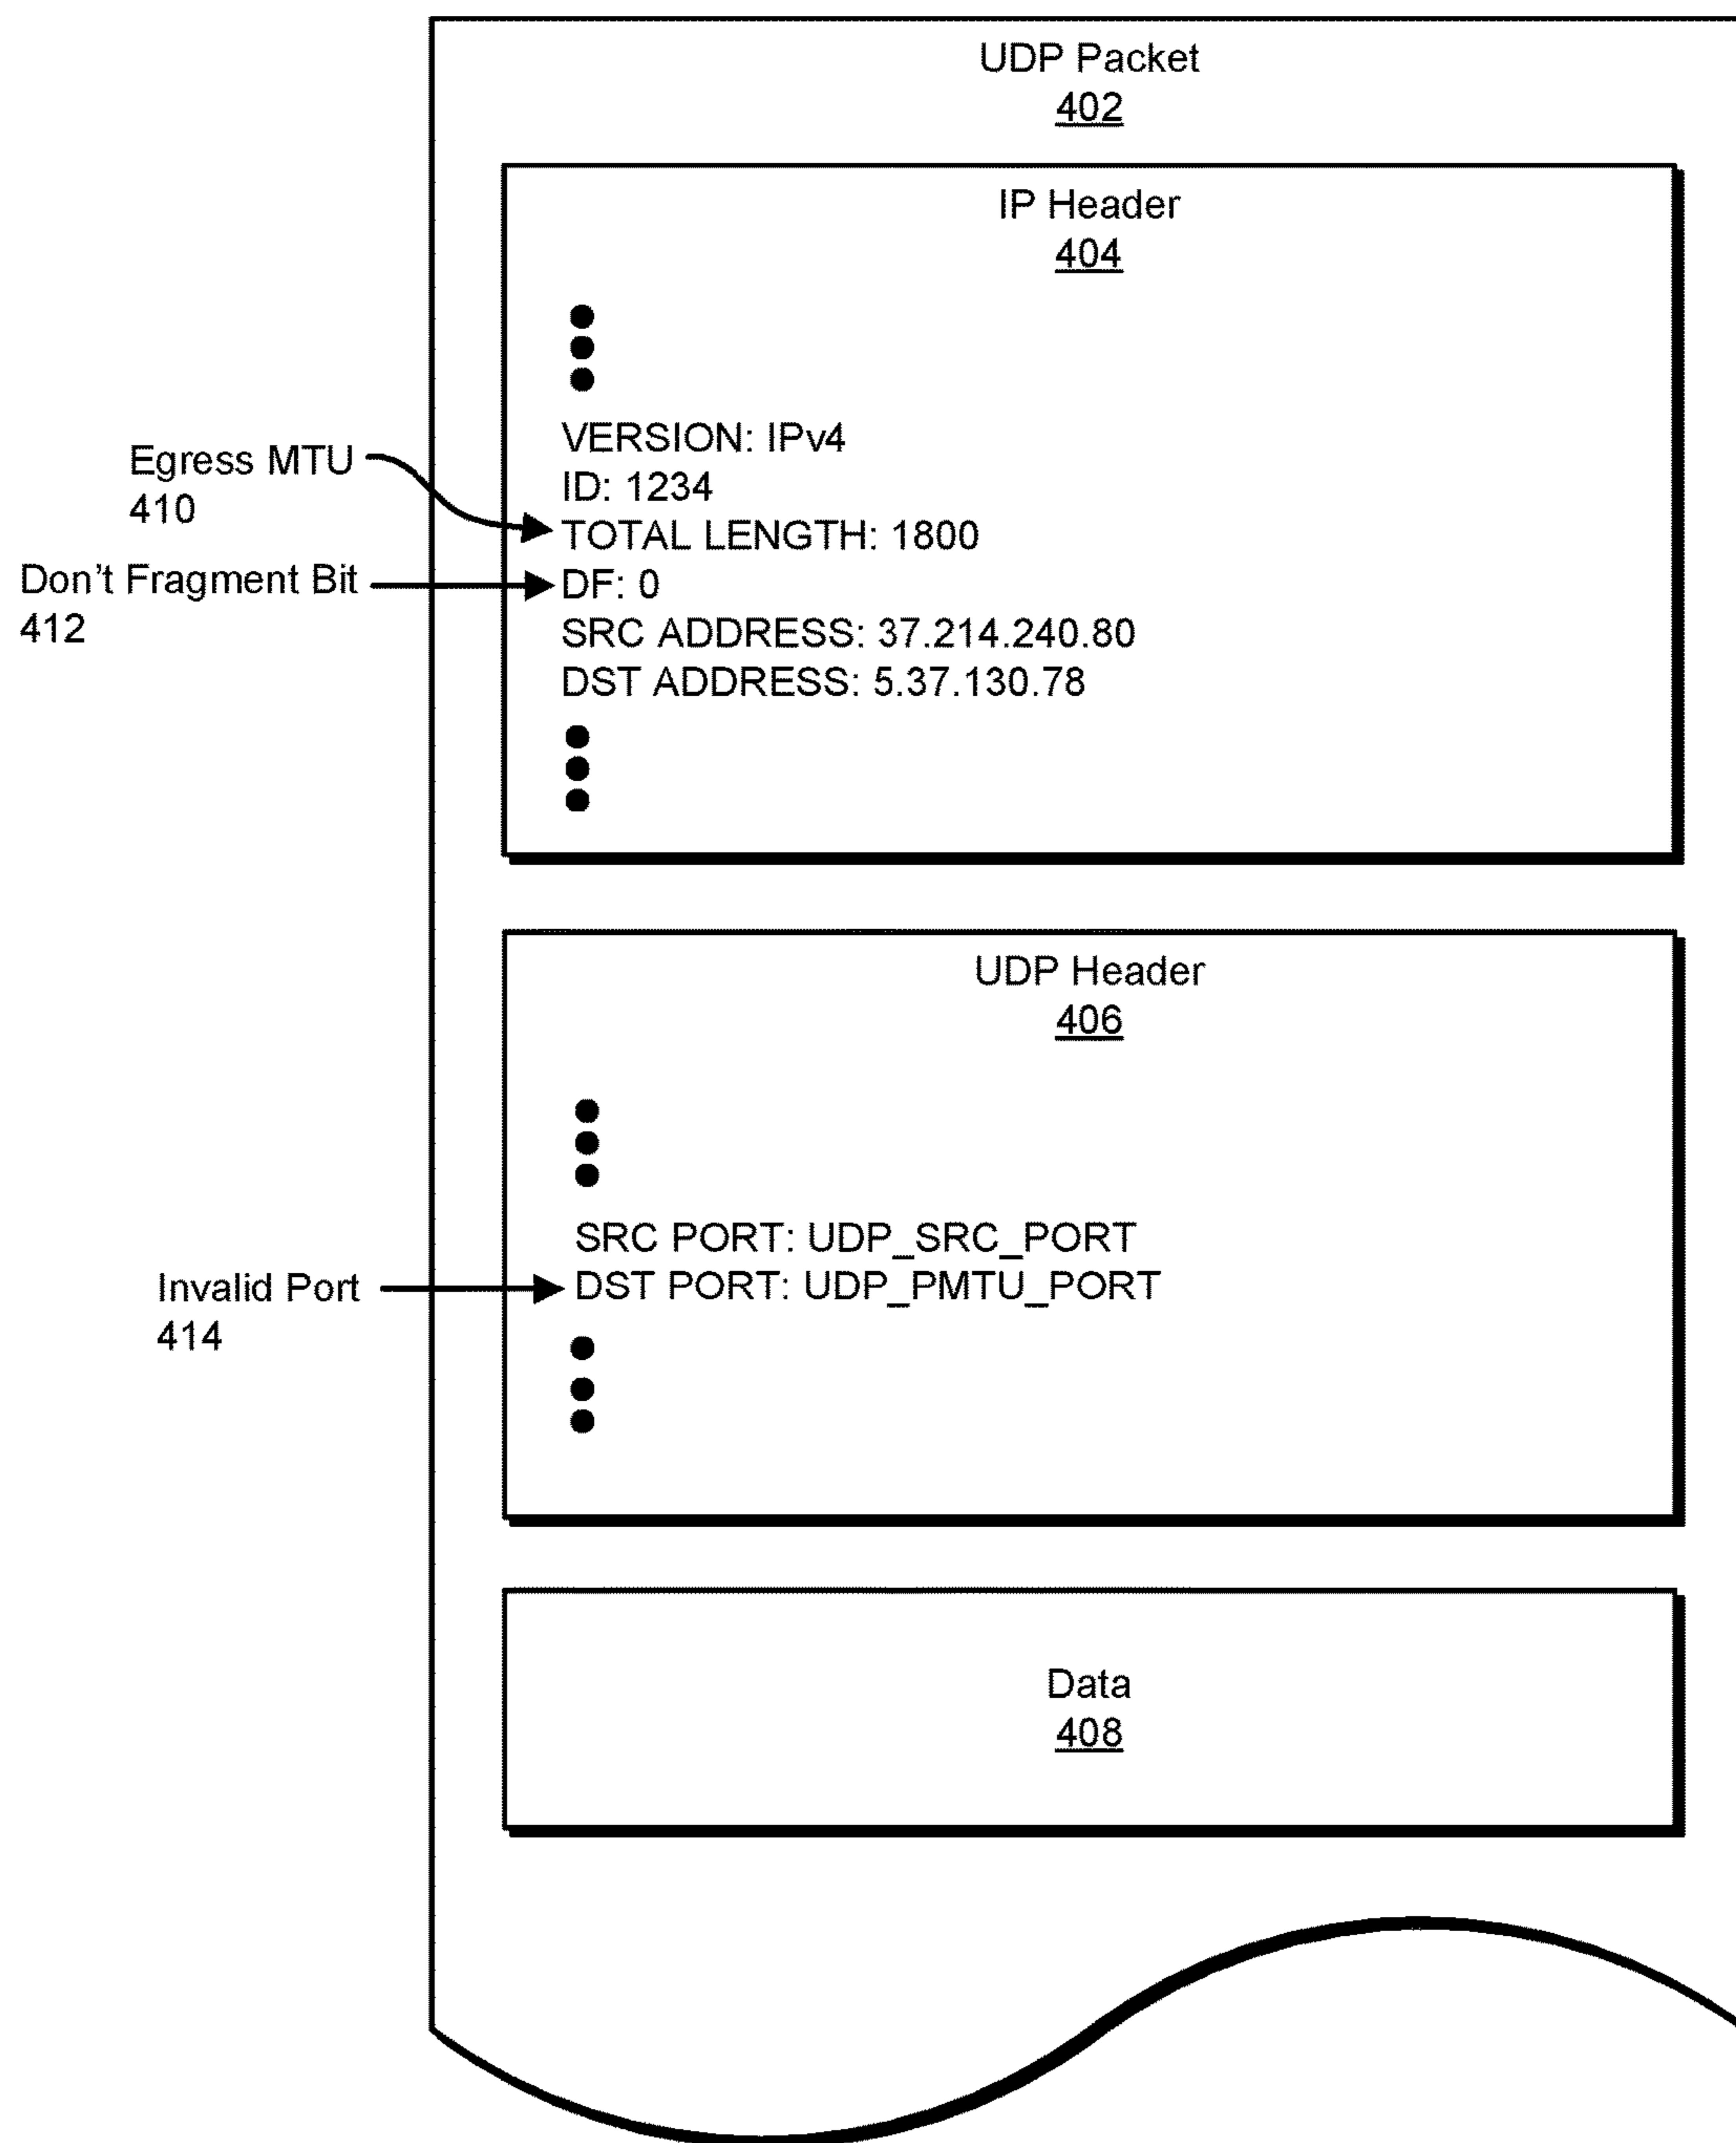 UDP Packet
402
IP Header
404
VERSION: IPv4
ID: 1234
TOTAL LENGTH: 1800
DF: 0
SRC ADDRESS: 37.214.240.80
DST ADDRESS: 5.37.130.78
Egress MTU
410
Don't Fragment Bit
412
UDP Header
406
SRC PORT: UDP_SRC_PORT
DST PORT: UDP_PMTU_PORT
Invalid Port
414
Data
408